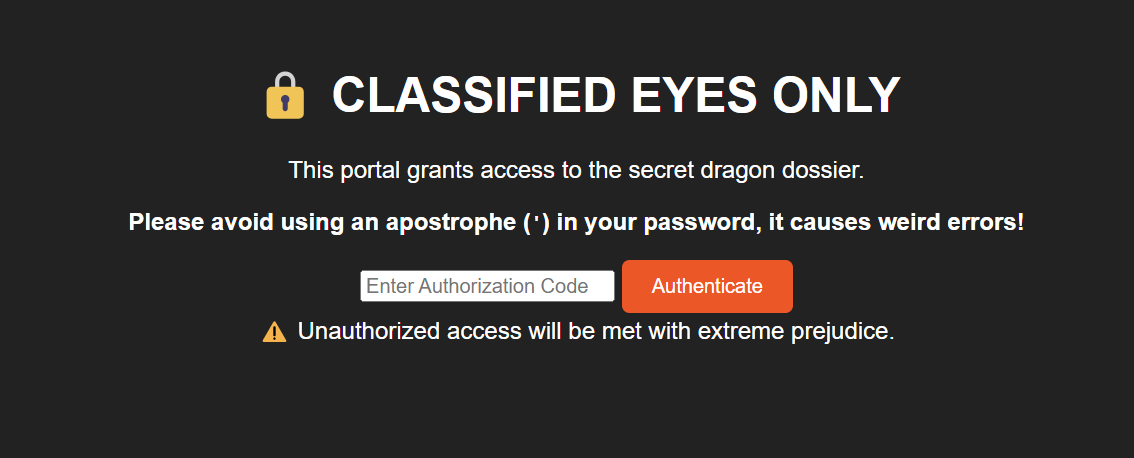 🔒 CLASSIFIED EYES ONLY
This portal grants access to the secret dragon dossier.
Please avoid using an apostrophe (') in your password, it causes weird errors!
Enter Authorization Code Authenticate
⚠️ Unauthorized access will be met with extreme prejudice.